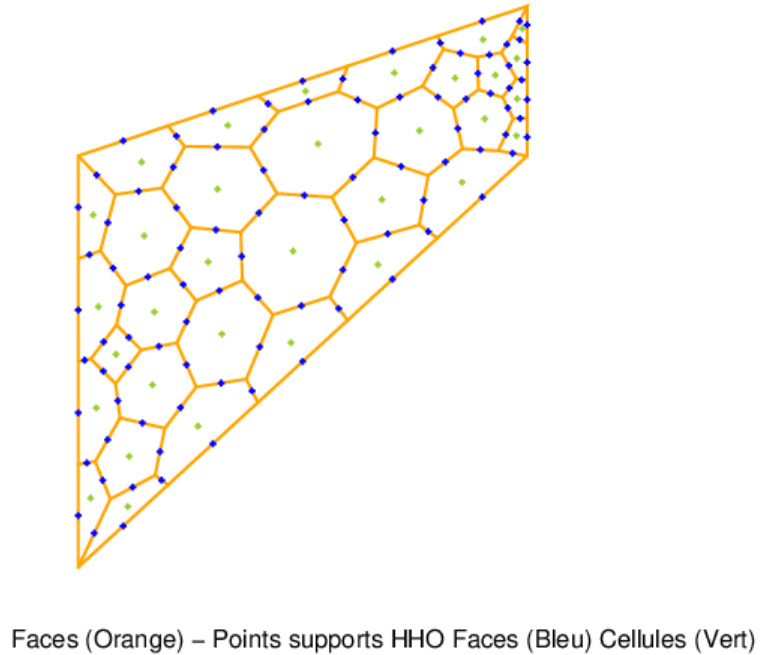 Faces (Orange) – Points supports HHO Faces (Bleu) Cellules (Vert)